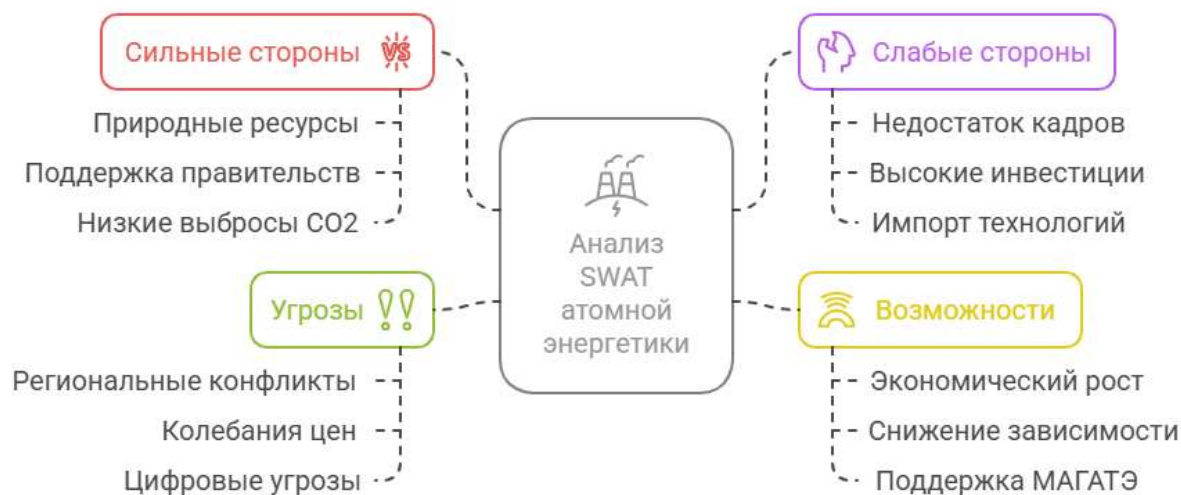 Сильные стороны VS
Природные ресурсы
Поддержка правительств
Низкие выбросы CO2
Слабые стороны
Недостаток кадров
Высокие инвестиции
Импорт технологий
Анализ
SWAT
атомной
энергетики
Угрозы !!
Региональные конфликты
Колебания цен
Цифровые угрозы
Возможности
Экономический рост
Снижение зависимости
Поддержка МАГАТЭ